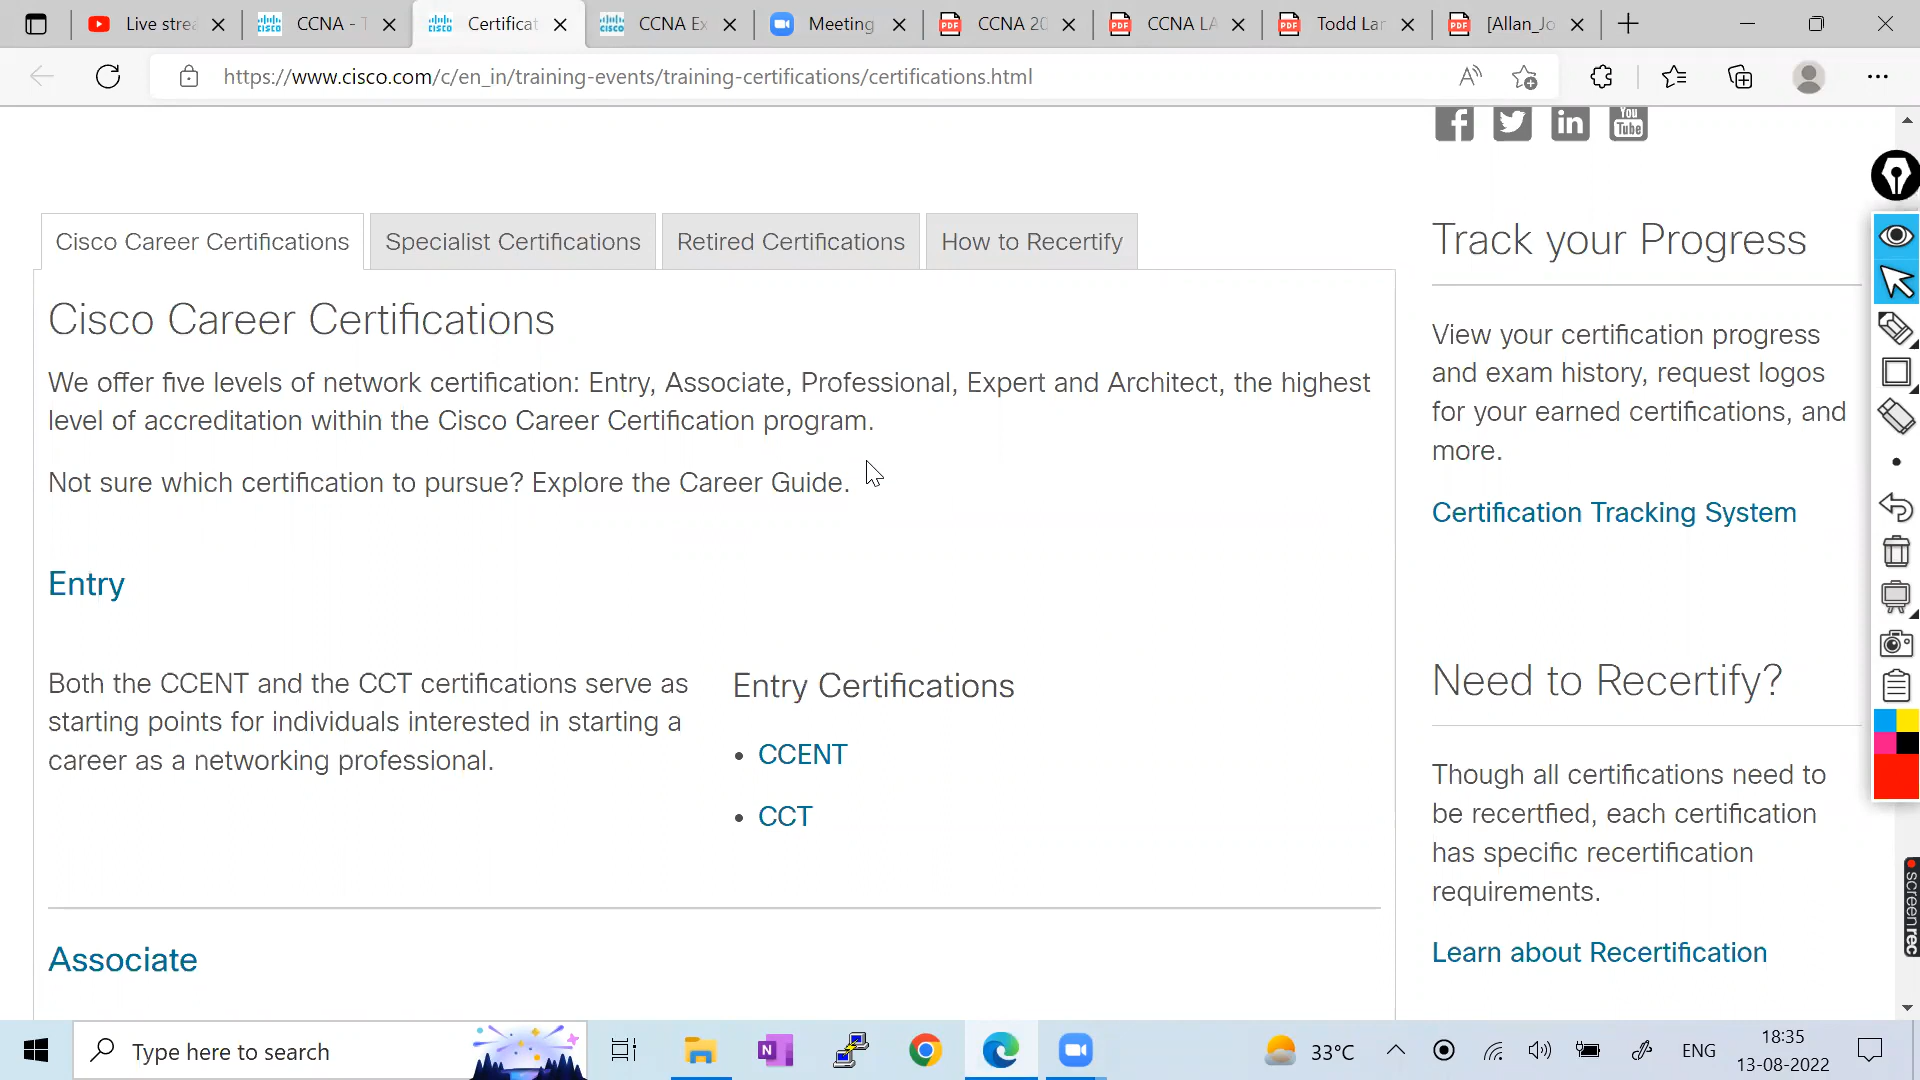 Live stre
CCNA - T
Certificat
CCNA Ex
Meeting
CCNA 20
CCNA LA
Todd Lar
[Allan_Jo
https://www.cisco.com/c/en_in/training-events/training-certifications/certifications.html
You
Tube
Cisco Career Certifications
Specialist Certifications
Retired Certifications
How to Recertify
Cisco Career Certifications
We offer five levels of network certification: Entry, Associate, Professional, Expert and Architect, the highest
level of accreditation within the Cisco Career Certification program.
Not sure which certification to pursue? Explore the Career Guide.
Entry
Both the CCENT and the CCT certifications serve as
starting points for individuals interested in starting a
career as a networking professional.
Entry Certifications
• CCENT
• CCT
Associate
Track your Progress
View your certification progress
and exam history, request logos
for your earned certifications, and
more.
Certification Tracking System
Need to Recertify?
Though all certifications need to
be recertfied, each certification
has specific recertification
requirements.
Learn about Recertification
screenrec
Type here to search
33°C
ENG
18:35
13-08-2022